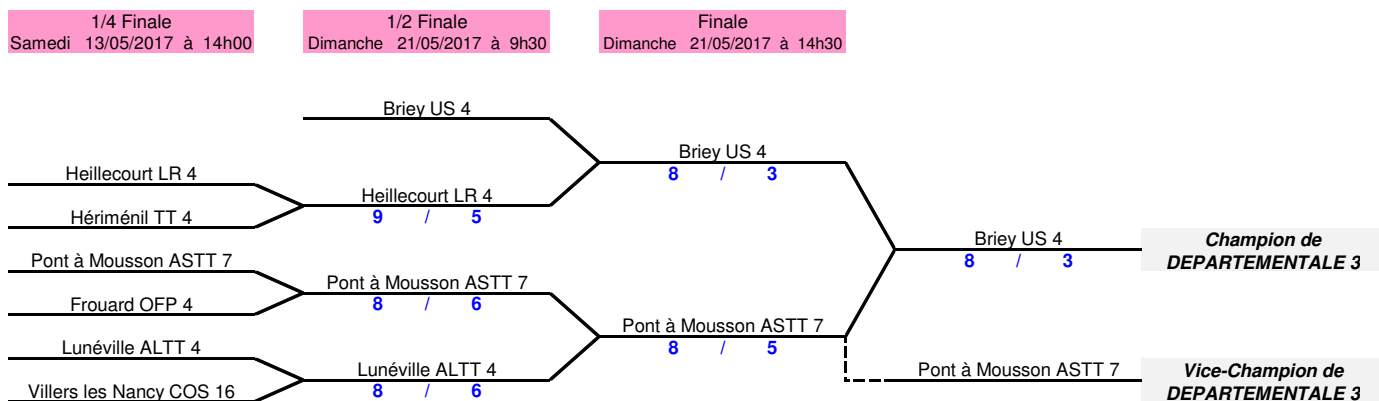 1/4 Finale
Samedi 13/05/2017 à 14h00
1/2 Finale
Dimanche 21/05/2017 à 9h30
Finale
Dimanche 21/05/2017 à 14h30
Briey US 4
Briey US 4
8 / 3
Heillecourt LR 4
Heillecourt LR 4
9 / 5
Hériménil TT 4
Briey US 4
8 / 3
Champion de
DEPARTEMENTALE 3
Pont à Mousson ASTT 7
Pont à Mousson ASTT 7
8 / 6
Frouard OFP 4
Pont à Mousson ASTT 7
8 / 5
Lunéville ALTT 4
Lunéville ALTT 4
8 / 6
Villers les Nancy COS 16
Pont à Mousson ASTT 7
Vice-Champion de
DEPARTEMENTALE 3